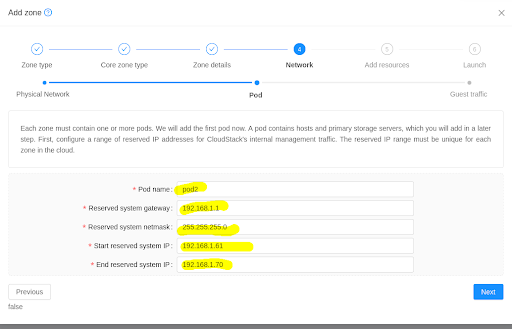 Add zone
4
5
6
Zone type
Core zone type
Zone details
Network
Add resources
Launch
Physical Network
Pod
Guest traffic
Each zone must contain one or more pods. We will add the first pod now. A pod contains hosts and primary storage servers, which you will add in a later
step. First, configure a range of reserved IP addresses for CloudStack's internal management traffic. The reserved IP range must be unique for each
zone in the cloud.
* Pod name: pod2
* Reserved system gateway: 192.168.1.1
* Reserved system netmask: 255.255.255.0
* Start reserved system IP: 192.168.1.61
* End reserved system IP: 192.168.1.70
Previous
Next
false